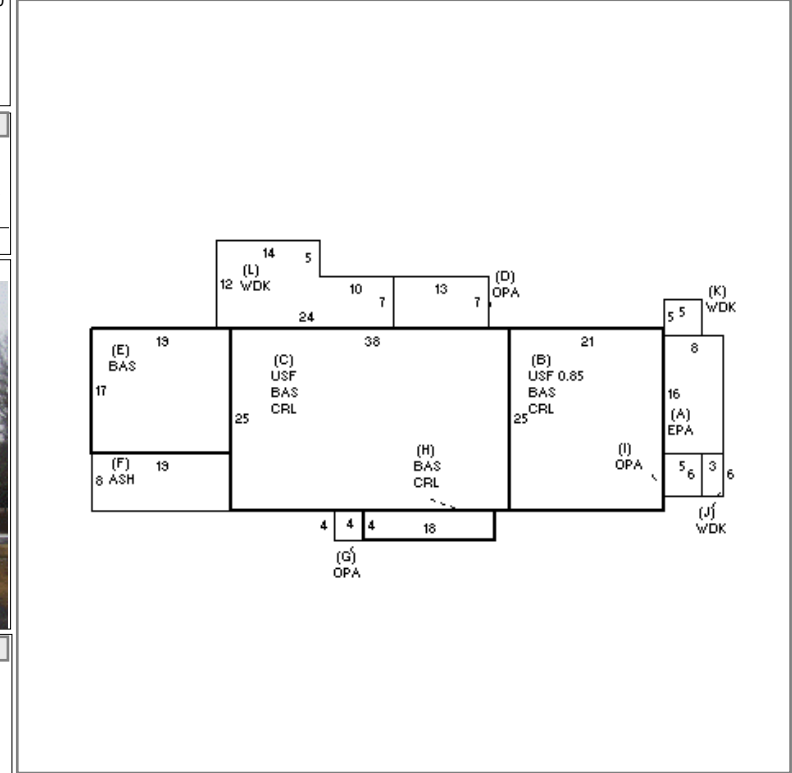 14
5
(L)
12 WDK
10
7
13
7
(D)
OPA
24
(K)
WDK
5 5
8
19
(E)
BAS
17
38
(C)
USF
BAS
CRL
25
21
(B)
USF 0.85
BAS
CRL
25
16
(A)
EPA
(H)
BAS
CRL
(I)
OPA
(F) 19
8 ASH
5 6 3 6
(J)
WDK
4 4 4 18
(G)
OPA